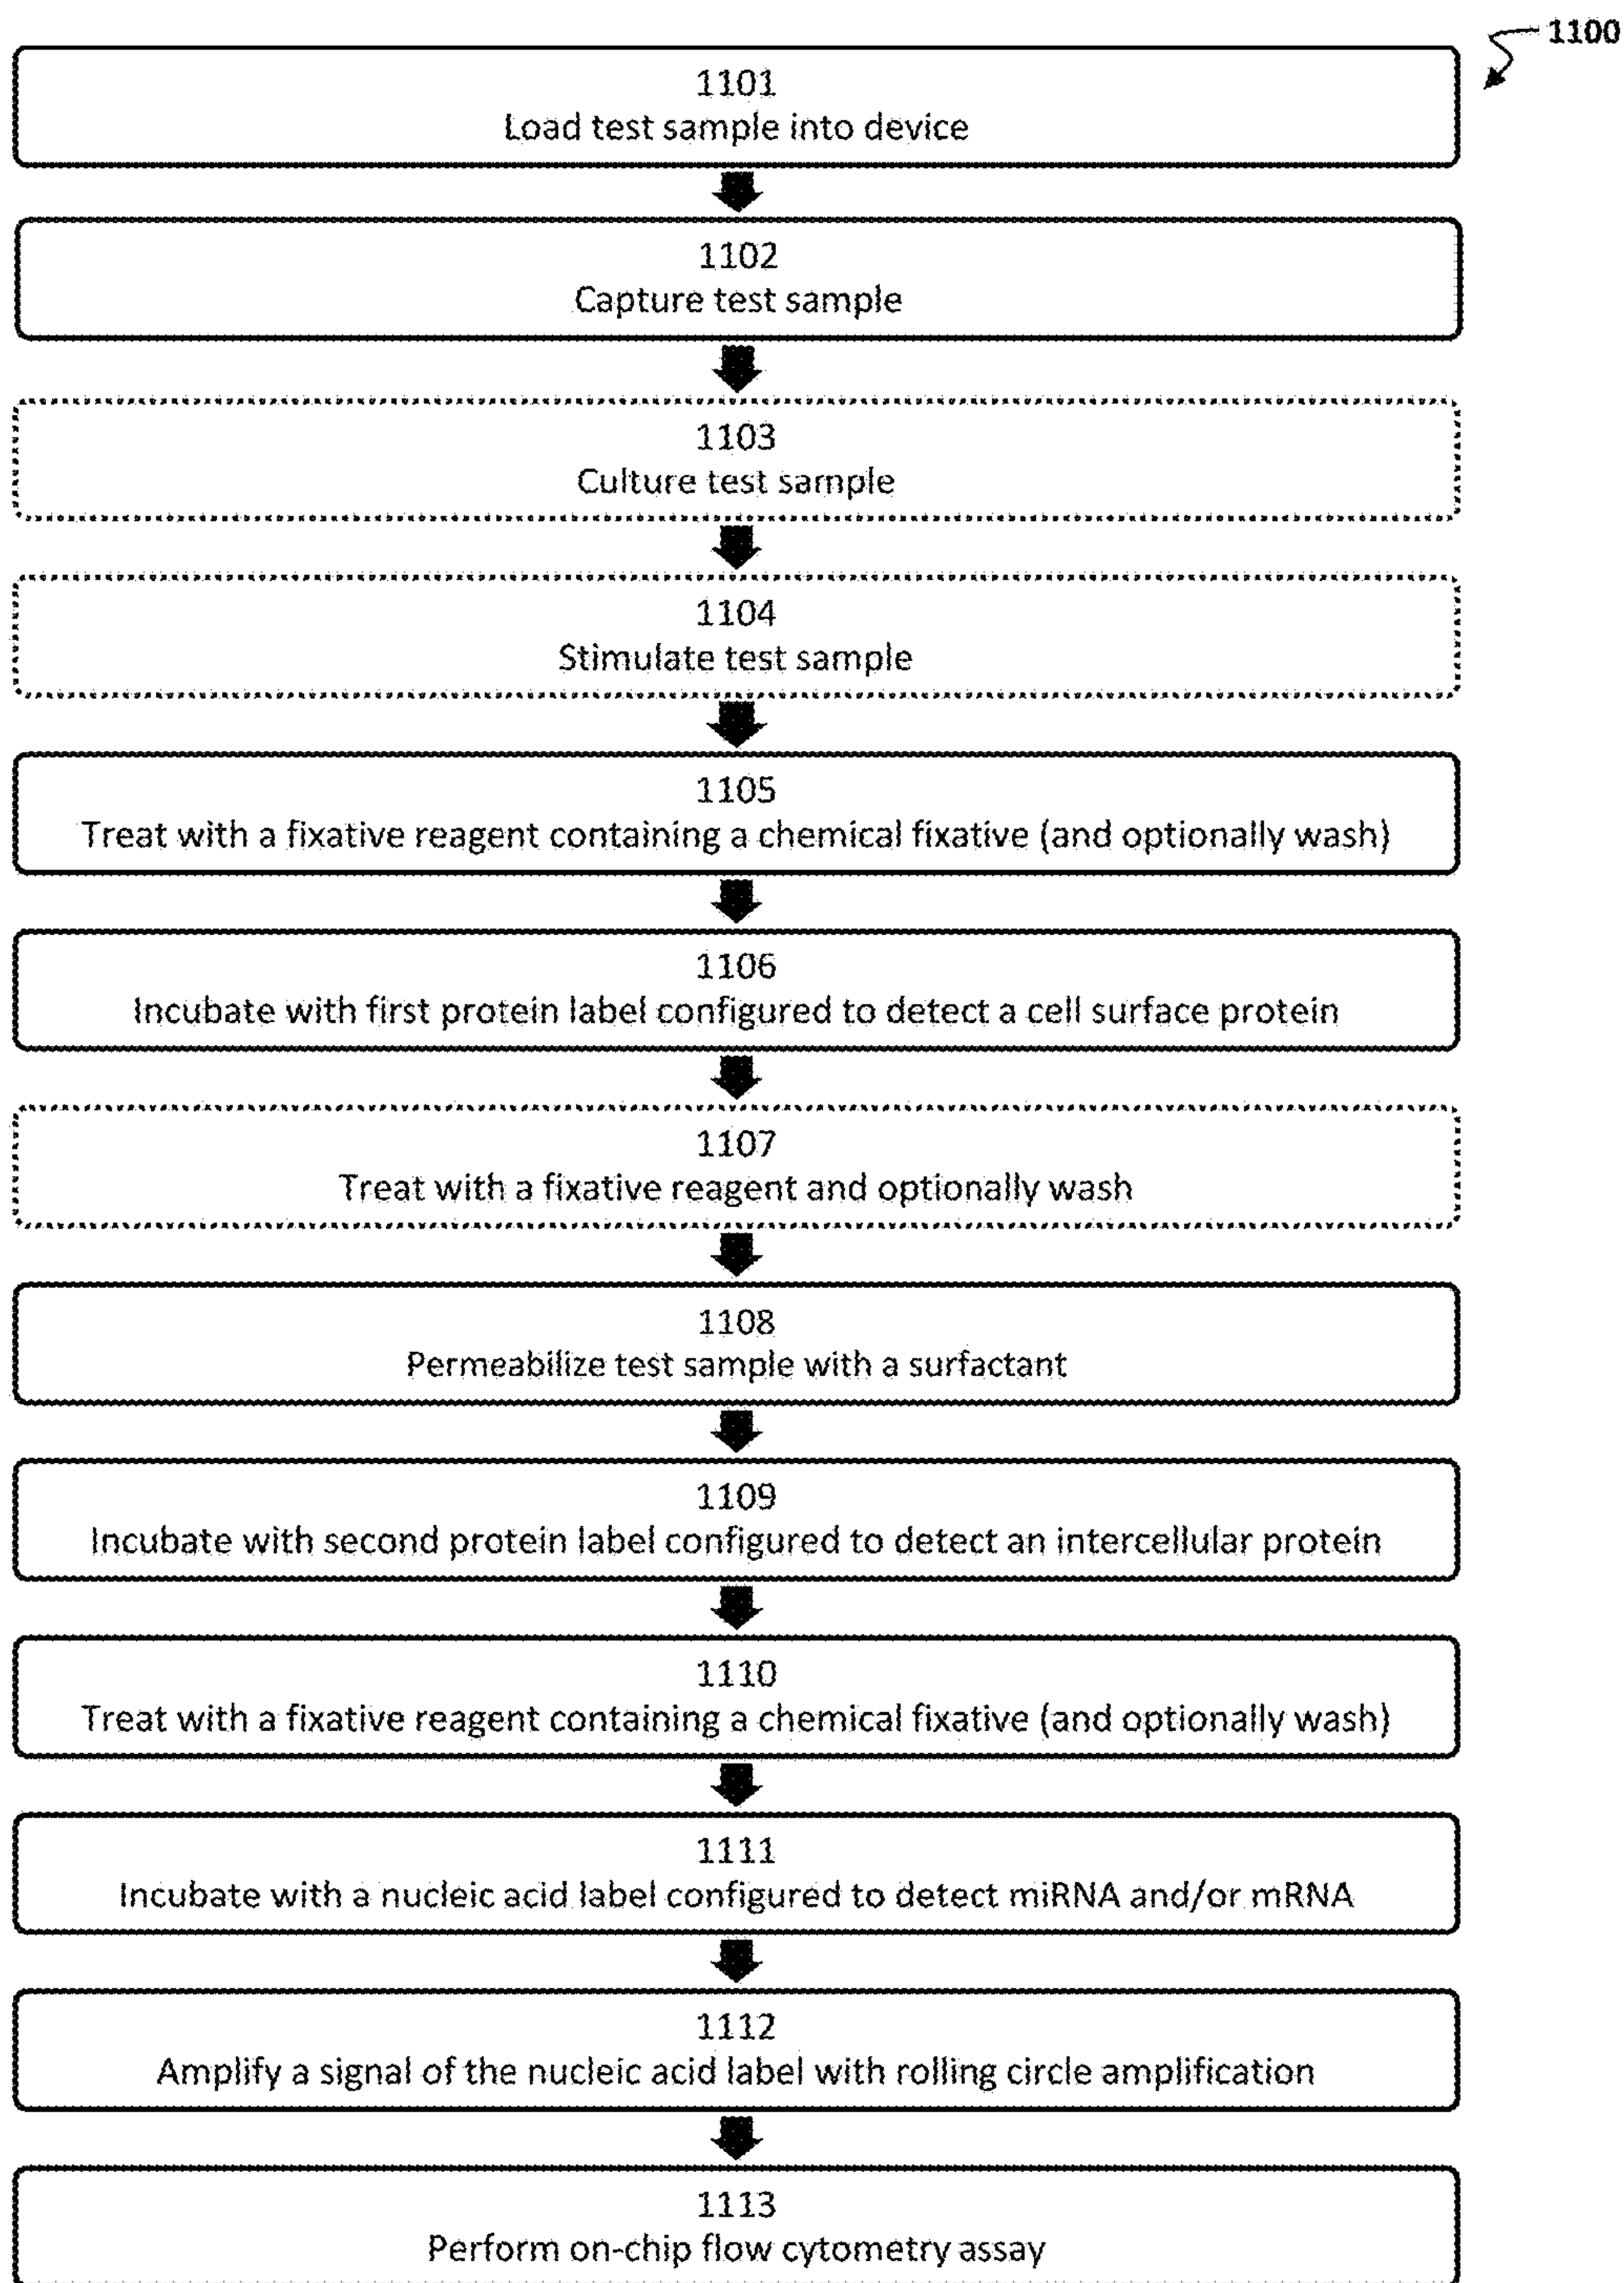 1100
1101
Load test sample into device
1102
Capture test sample
1103
Culture test sample
1104
Stimulate test sample
1105
Treat with a fixative reagent containing a chemical fixative (and optionally wash)
1106
Incubate with first protein label configured to detect a cell surface protein
1107
Treat with a fixative reagent and optionally wash
1108
Permeabilize test sample with a surfactant
1109
Incubate with second protein label configured to detect an intercellular protein
1110
Treat with a fixative reagent containing a chemical fixative (and optionally wash)
1111
Incubate with a nucleic acid label configured to detect miRNA and/or mRNA
1112
Amplify a signal of the nucleic acid label with rolling circle amplification
1113
Perform on-chip flow cytometry assay